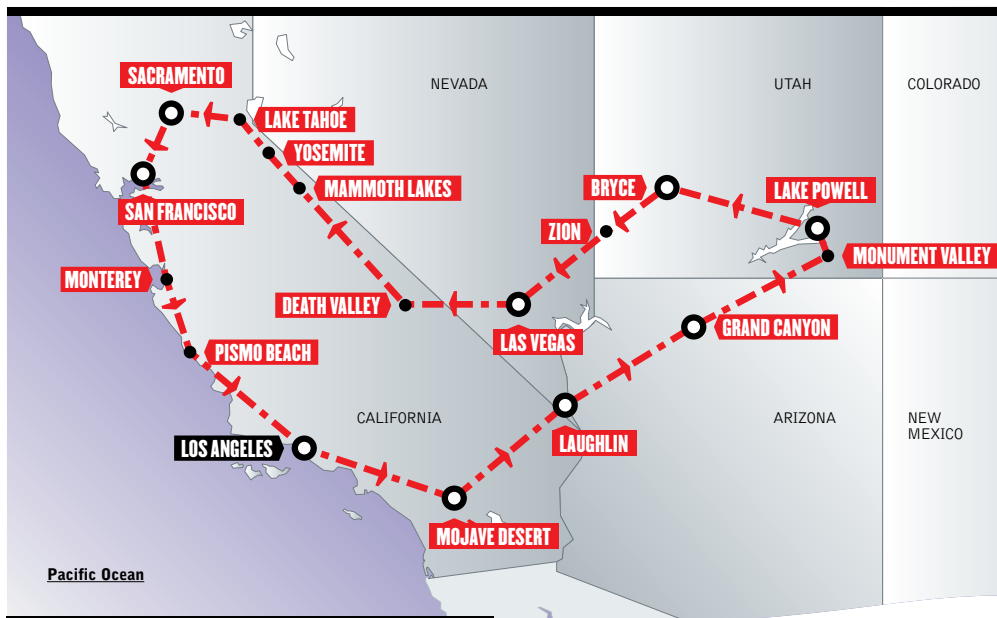 SACRAMENTO
NEVADA
UTAH
COLORADO
LAKE TAHOE
YOSEMITE
MAMMOTH LAKES
BRYCE
LAKE POWELL
SAN FRANCISCO
ZION
MONUMENT VALLEY
MONTEREY
DEATH VALLEY
LAS VEGAS
GRAND CANYON
PISMO BEACH
CALIFORNIA
ARIZONA
NEW
MEXICO
LOS ANGELES
LAUGHLIN
MOJAVE DESERT
Pacific Ocean